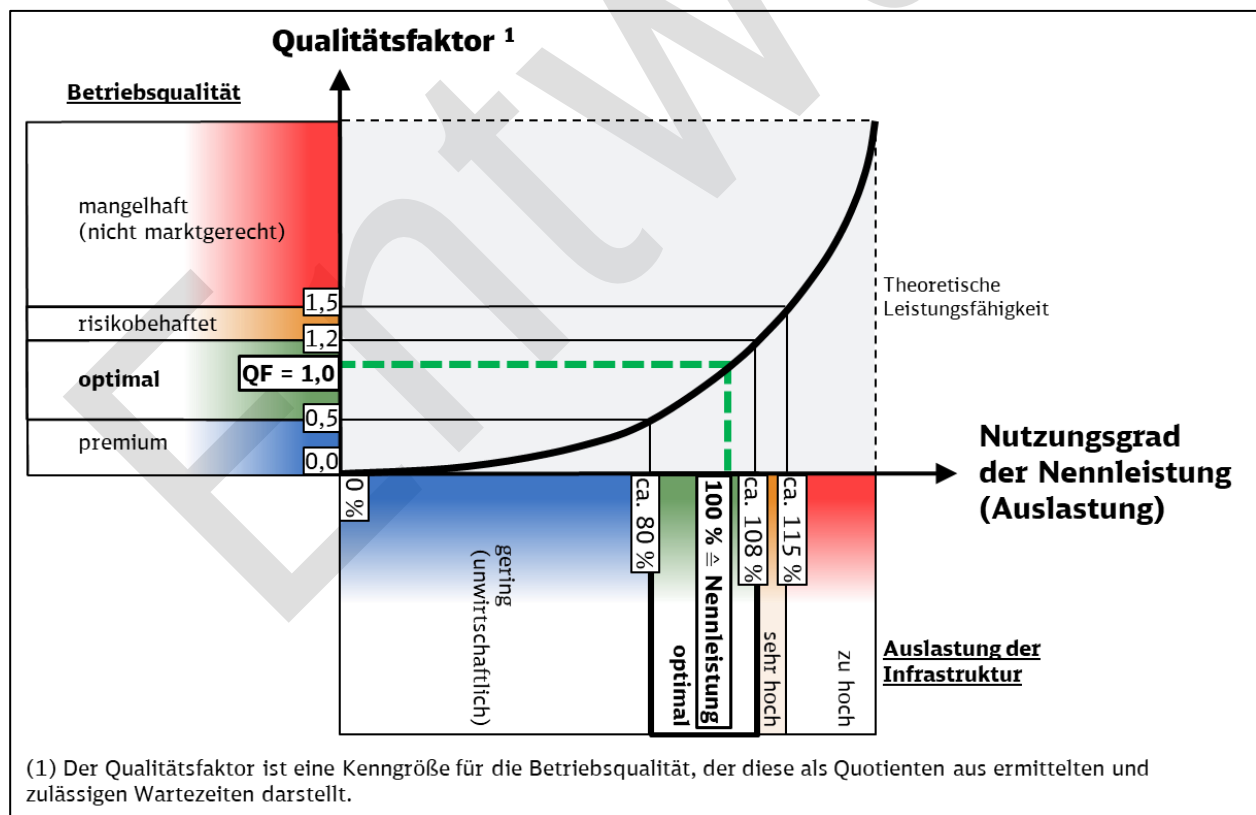 Entw
Qualitätsfaktor ¹
Betriebsqualität
mangelhaft
(nicht marktgerecht)
1,5
risikobehaftet
1,2
optimal
QF = 1,0
0,5
premium
0,0
Theoretische
Leistungsfähigkeit
Nutzungsgrad
der Nennleistung
(Auslastung)
0 %
ca. 80 %
100 % ≙ Nennleistung
ca. 108 %
ca. 115 %
gering
(unwirtschaftlich)
optimal
sehr hoch
zu hoch
Auslastung der
Infrastruktur
(1) Der Qualitätsfaktor ist eine Kenngröße für die Betriebsqualität, der diese als Quotienten aus ermittelten und
zulässigen Wartezeiten darstellt.